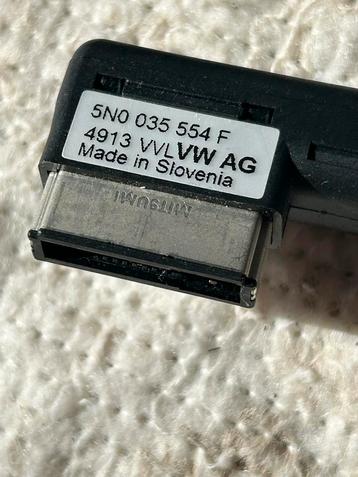 5N0 035 554 F
4913 VVL VW AG
Made in Slovenia
MITSUMI